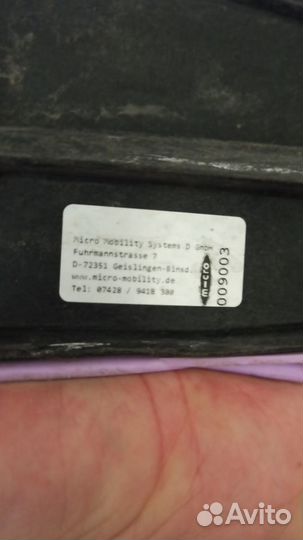 Micro Mobility Systems D GmbH
Fuhrmannstrasse 7
D-72351 Geislingen-Binsd.
www.micro-mobility.de
Tel: 07428 / 9418 300
micro
009003
Avito